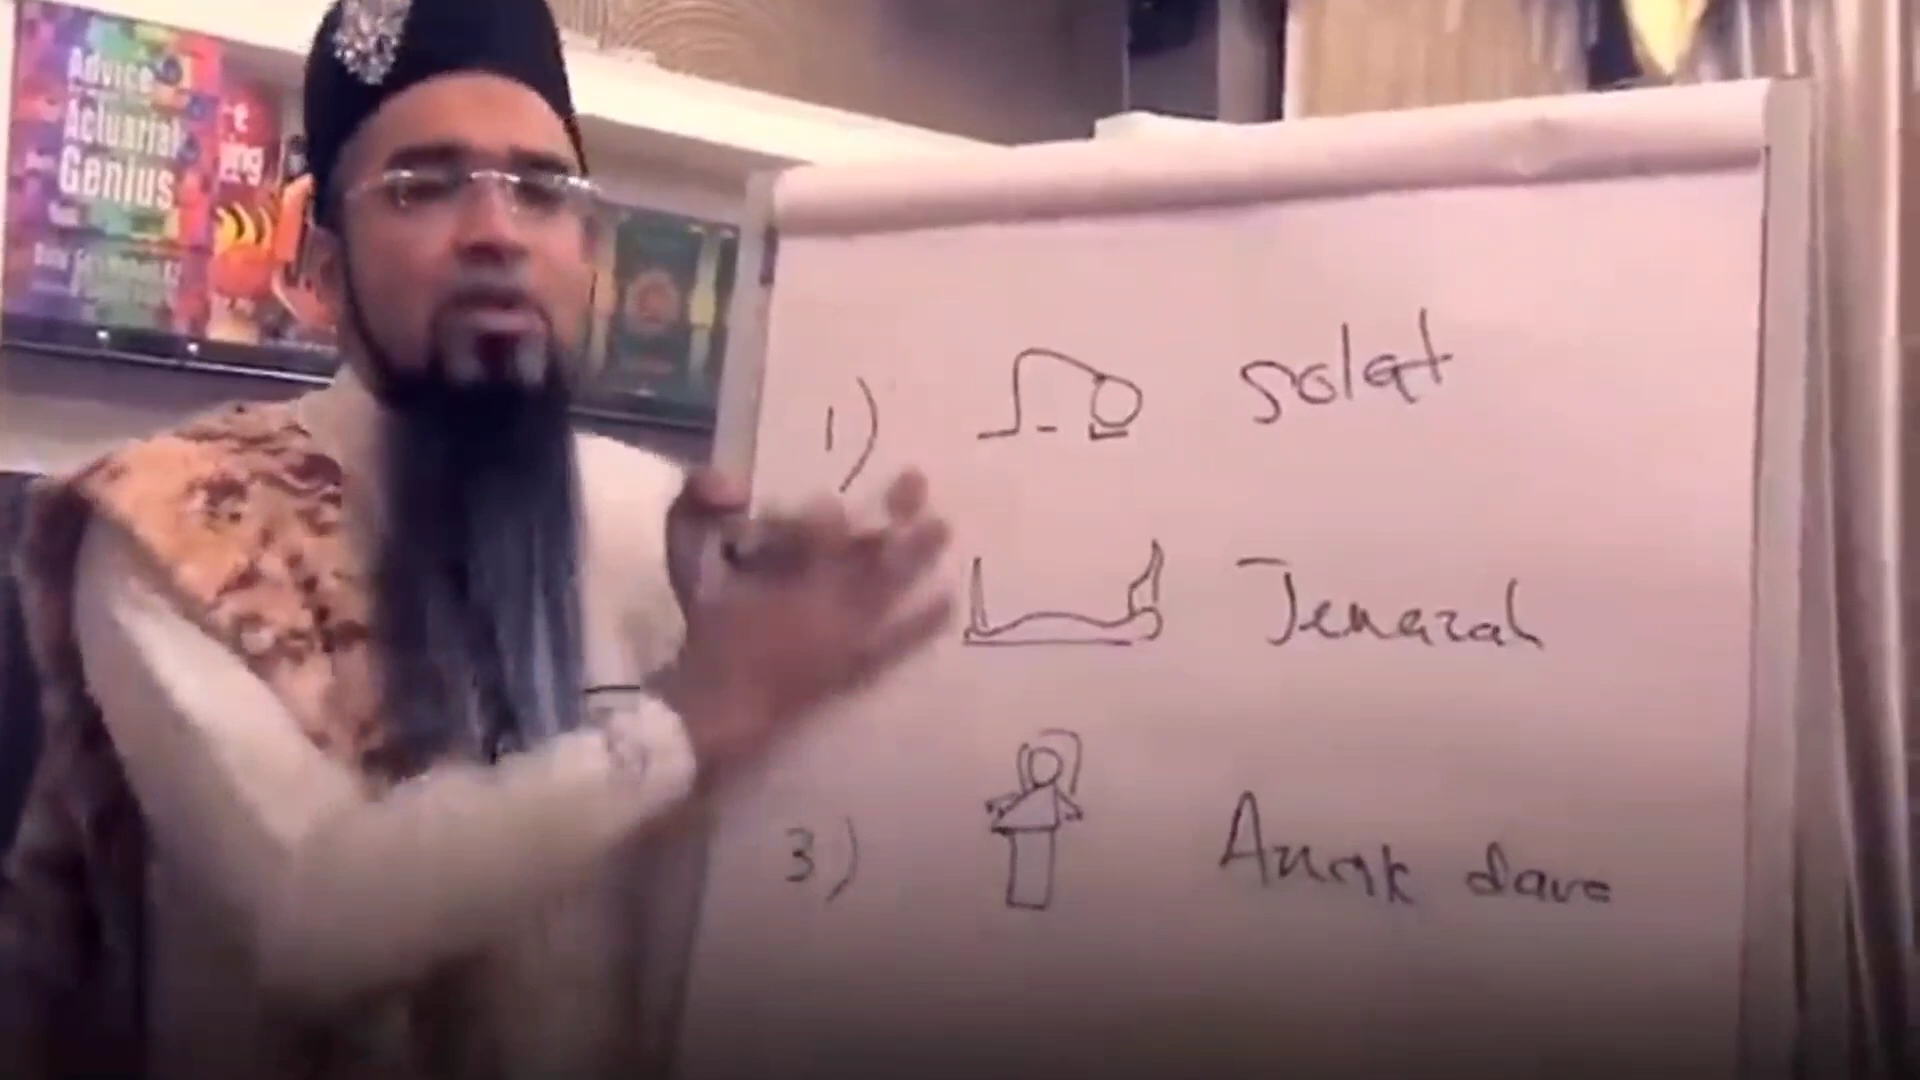 Advice
Actuarial
Genius
1) Solat
Jenazah
3) Anak dara